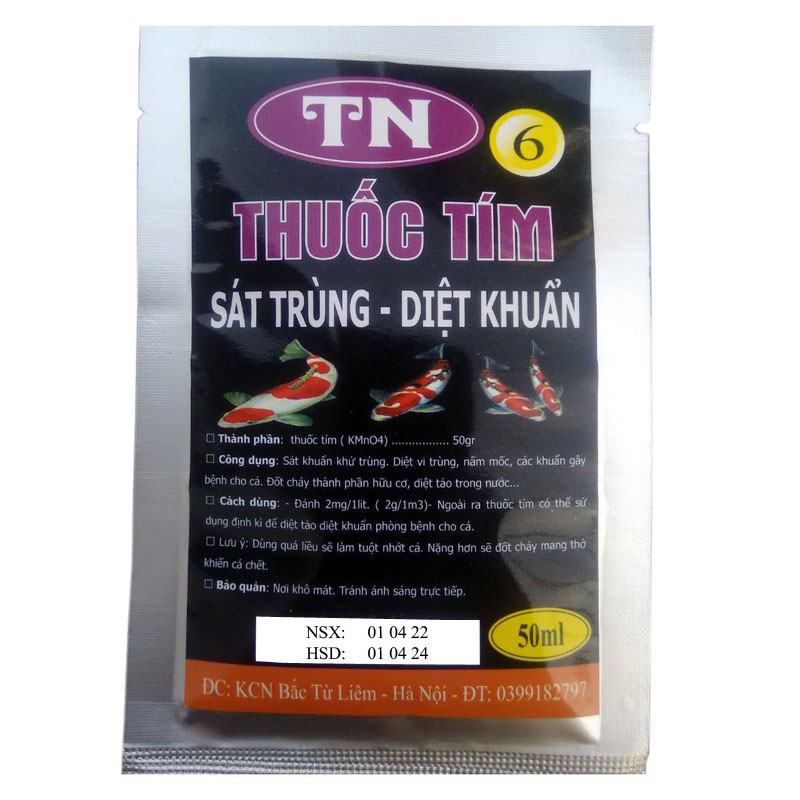 TN
6
THUỐC TÍM
SÁT TRÙNG - DIỆT KHUẨN
□ Thành phần: thuốc tím ( KMnO4) ................. 50gr
□ Công dụng: Sát khuẩn khử trùng. Diệt vi trùng, nấm mốc, các khuẩn gây
bệnh cho cá. Đốt cháy thành phần hữu cơ, diệt tảo trong nước...
□ Cách dùng: - Đánh 2mg/1lit. ( 2g/1m3)- Ngoài ra thuốc tím có thể sử
dụng định kì để diệt tảo diệt khuẩn phòng bệnh cho cá.
□ Lưu ý: Dùng quá liều sẽ làm tuột nhớt cá. Nặng hơn sẽ đốt cháy mang thở
khiến cá chết.
□ Bảo quản: Nơi khô mát. Tránh ánh sáng trực tiếp.
NSX: 01 04 22
HSD: 01 04 24
50ml
ĐC: KCN Bắc Từ Liêm - Hà Nội - ĐT: 0399182797